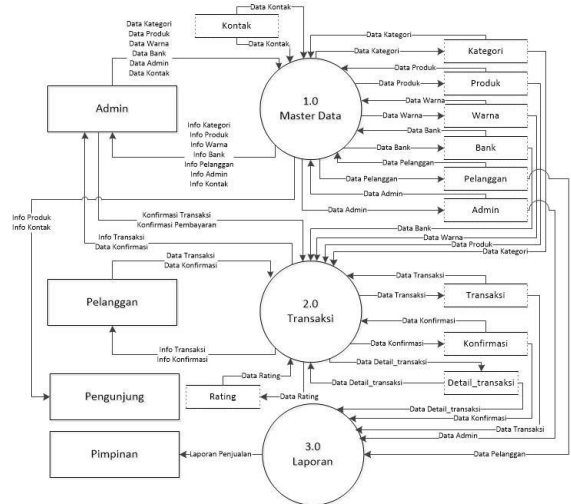 Data Kontak
Kontak
Data Kontak
Data Kategori
Data Produk
Data Warna
Data Bank
Data Admin
Data Kontak
Admin
Info Kategori
Info Produk
Info Warna
Info Bank
Info Pelanggan
Info Admin
Info Kontak
1.0
Master Data
Data Kategori
Data Kategori
Kategori
Data Produk
Data Produk
Produk
Data Warna
Data Warna
Warna
Data Bank
Data Bank
Bank
Data Pelanggan
Data Pelanggan
Pelanggan
Data Admin
Data Admin
Admin
Info Produk
Info Kontak
Konfirmasi Transaksi
Konfirmasi Pembayaran
Info Transaksi
Data Konfirmasi
Data Bank
Data Warna
Data Produk
Data Kategori
Data Transaksi
Data Konfirmasi
Pelanggan
Info Transaksi
Info Konfirmasi
2.0
Transaksi
Data Transaksi
Data Transaksi
Transaksi
Data Konfirmasi
Data Konfirmasi
Konfirmasi
Data Detail_transaksi
Data Detail_transaksi
Detail_transaksi
Pengunjung
Data Rating
Rating
Data Rating
Data Detail_transaksi
Data Konfirmasi
Data Transaksi
Data Admin
Data Pelanggan
3.0
Laporan
Laporan Penjualan
Pimpinan